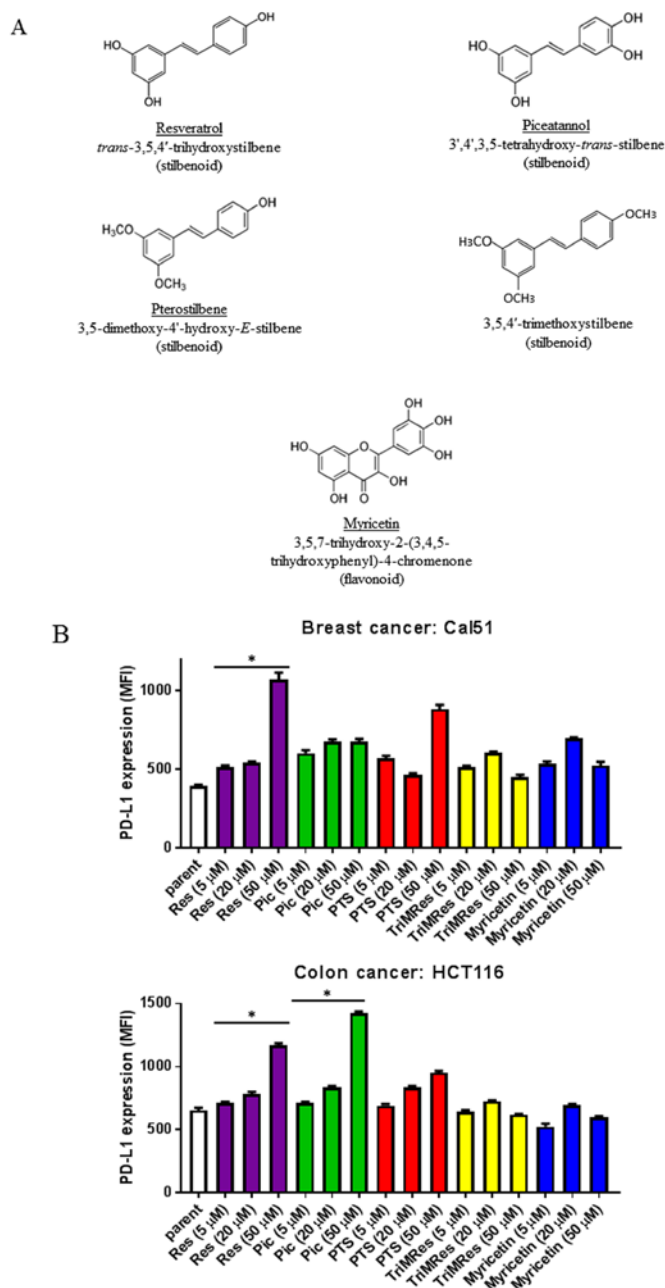 A
HO
OH
OH
Resveratrol
trans-3,5,4'-trihydroxystilbene
(stilbenoid)
OH
OH
HO
OH
Piceatannol
3',4',3,5-tetrahydroxy-trans-stilbene
(stilbenoid)
OH
H₃CO
OCH₃
Pterostilbene
3,5-dimethoxy-4'-hydroxy-E-stilbene
(stilbenoid)
OCH₃
H₃CO
OCH3
3,5,4'-trimethoxystilbene
(stilbenoid)
OH
OH
HO
O
OH
OH
OH
O
Myricetin
3,5,7-trihydroxy-2-(3,4,5-
trihydroxyphenyl)-4-chromenone
(flavonoid)
B
Breast cancer: Cal51
PD-L1 expression (MFI)
1000
500
0
*
parent
Res (5 μM)
Res (20 μM)
Res (50 μM)
Pic (5 μM)
Pic (20 μM)
Pic (50 μM)
PTS (5 μM)
PTS (20 μM)
PTS (50 μM)
TriMRes (5 μM)
TriMRes (20 μM)
TriMRes (50 μM)
Myricetin (5 μM)
Myricetin (20 μM)
Myricetin (50 μM)
Colon cancer: HCT116
PD-L1 expression (MFI)
1500
1000
500
0
*
*
parent
Res (5 μM)
Res (20 μM)
Res (50 μM)
Pic (5 μM)
Pic (20 μM)
Pic (50 μM)
PTS (5 μM)
PTS (20 μM)
PTS (50 μM)
TriMRes (5 μM)
TriMRes (20 μM)
TriMRes (50 μM)
Myricetin (5 μM)
Myricetin (20 μM)
Myricetin (50 μM)